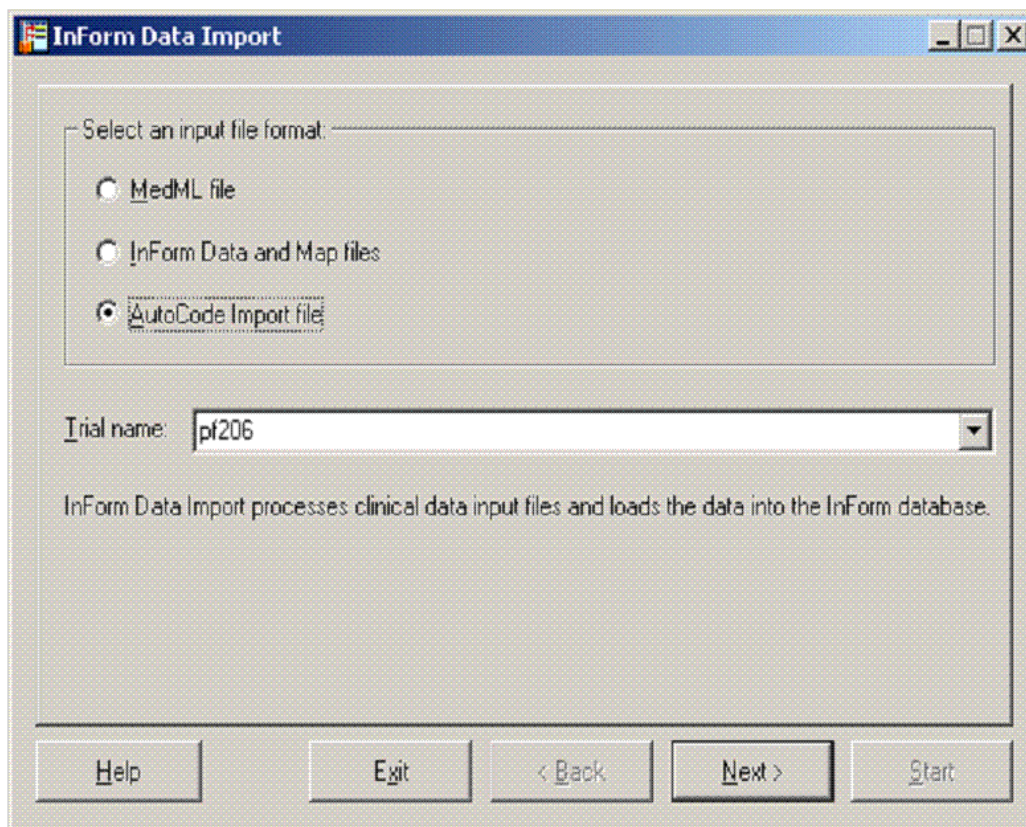 InForm Data Import
Select an input file format:
MedML file
InForm Data and Map files
AutoCode Import file
Trial name: pf206
InForm Data Import processes clinical data input files and loads the data into the InForm database.
Help Exit < Back Next > Start